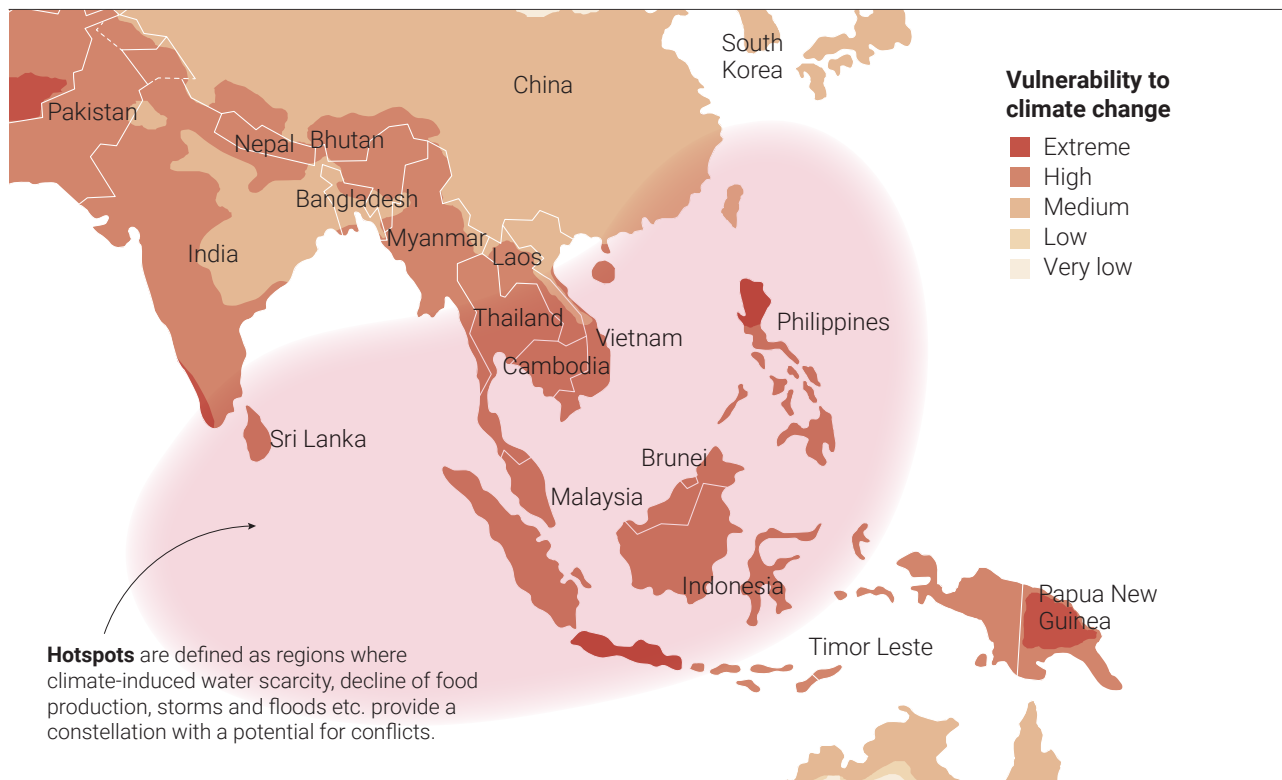 South
Korea
China
Vulnerability to
climate change
Extreme
High
Medium
Low
Very low
Pakistan
Nepal
Bhutan
Bangladesh
Myanmar
India
Laos
Thailand
Philippines
Vietnam
Cambodia
Sri Lanka
Brunei
Malaysia
Indonesia
Papua New
Guinea
Timor Leste
Hotspots are defined as regions where
climate-induced water scarcity, decline of food
production, storms and floods etc. provide a
constellation with a potential for conflicts.